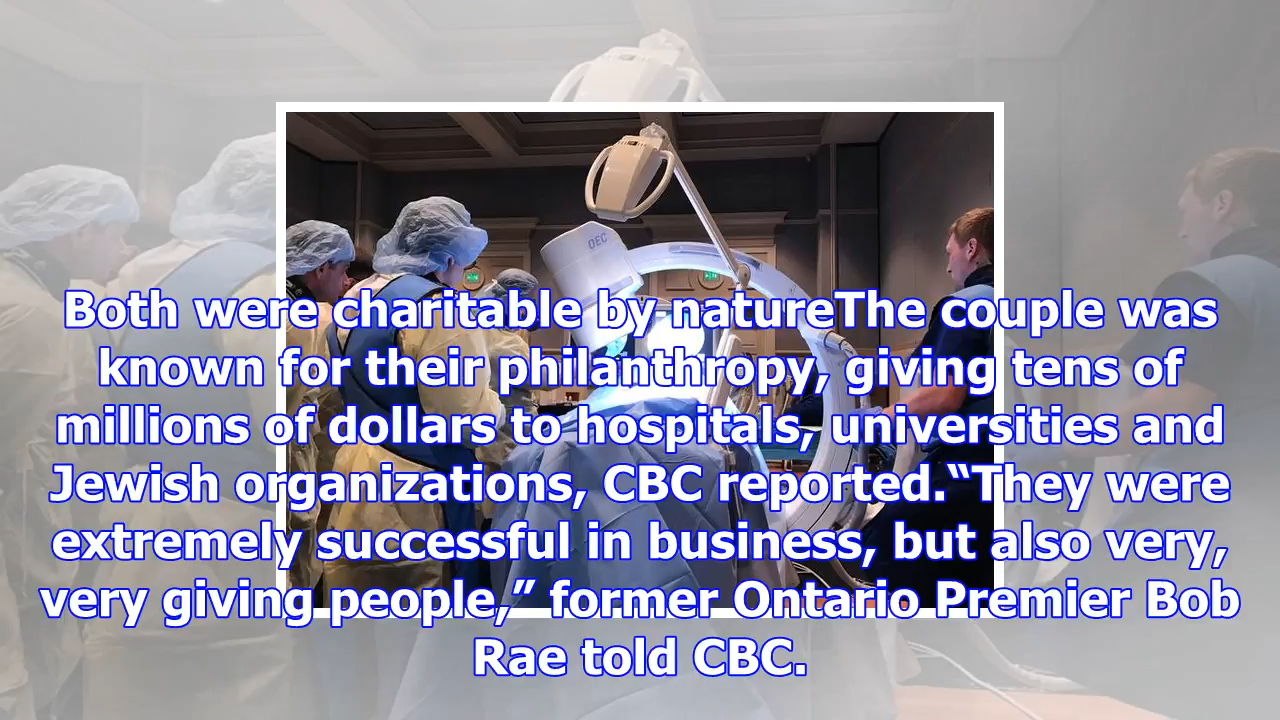 OEC
Both were charitable by natureThe couple was
known for their philanthropy, giving tens of
millions of dollars to hospitals, universities and
Jewish organizations, CBC reported.“They were
extremely successful in business, but also very,
very giving people,” former Ontario Premier Bob
Rae told CBC.